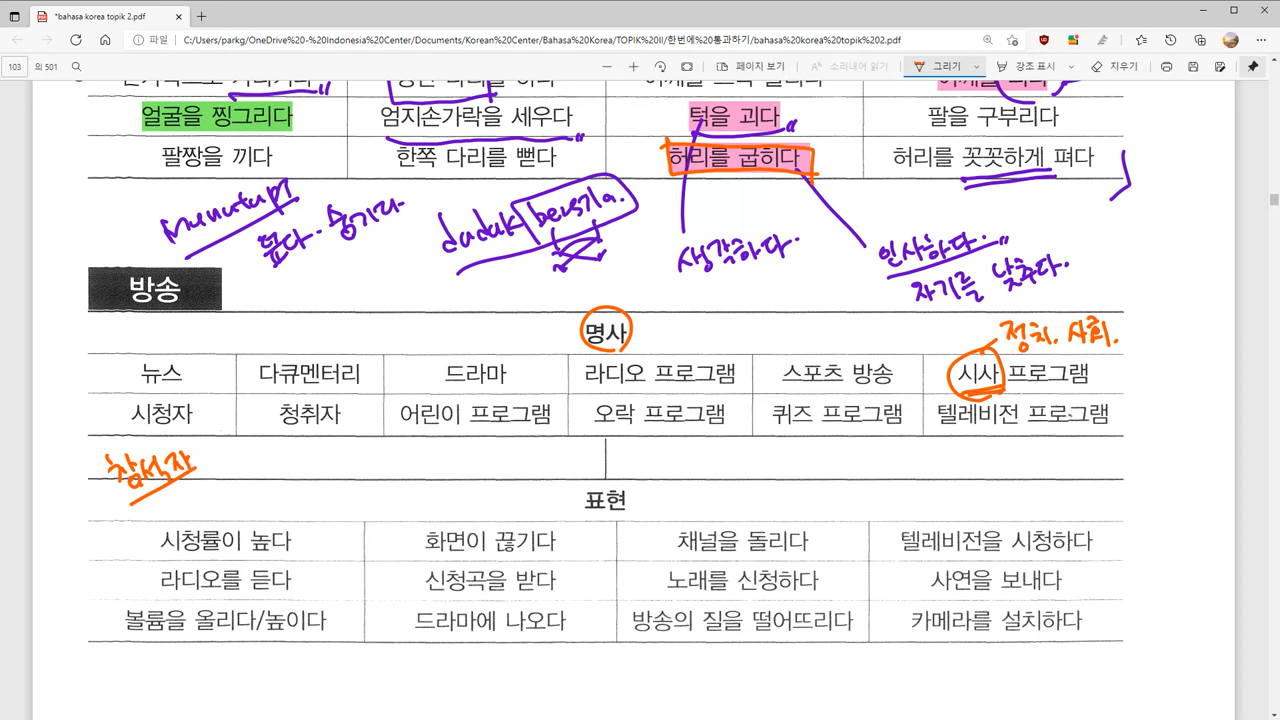 *bahasa korea topik 2.pdf
파일 C:/Users/parkg/OneDrive%20-%20Indonesia%20Center/Documents/Korean%20Center/Bahasa%20Korea/TOPIK%20II/한번에%20통과하기/bahasa%20korea%20topik%202.pdf
103 의 501 페이지 보기 소리내어 읽기 그리기 강조 표시 지우기
얼굴을 찡그리다 엄지손가락을 세우다 턱을 괴다 팔을 구부리다
팔짱을 끼다 한쪽 다리를 뻗다 허리를 굽히다 허리를 꼿꼿하게 펴다
Menutupi
숨기다
duduk bersila.
생각하다.
인사하다.
자기를 낮추다.
방송
명사
정치. 사회.
뉴스 다큐멘터리 드라마 라디오 프로그램 스포츠 방송 시사 프로그램
시청자 청취자 어린이 프로그램 오락 프로그램 퀴즈 프로그램 텔레비전 프로그램
참석자
표현
시청률이 높다 화면이 끊기다 채널을 돌리다 텔레비전을 시청하다
라디오를 듣다 신청곡을 받다 노래를 신청하다 사연을 보내다
볼륨을 올리다/높이다 드라마에 나오다 방송의 질을 떨어뜨리다 카메라를 설치하다